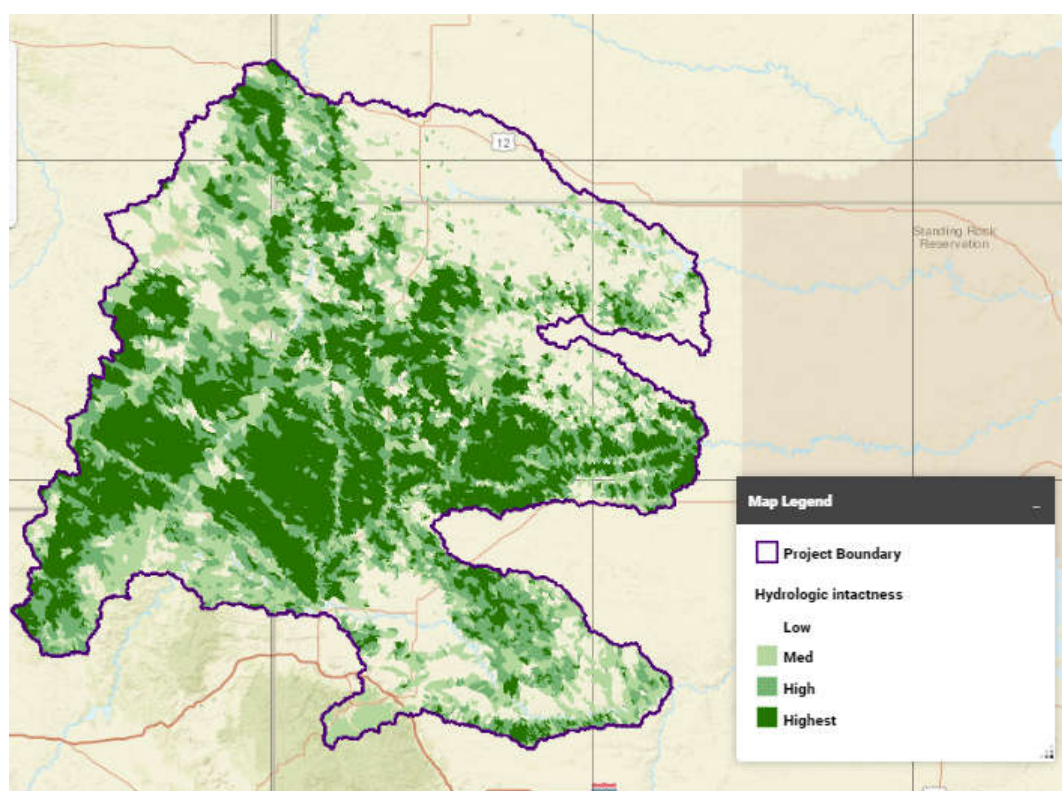 12
Standing Rock
Reservation
Map Legend
Project Boundary
Hydrologic intactness
Low
Med
High
Highest